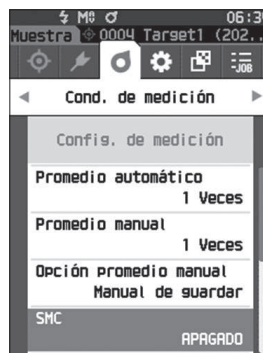 M 06:3
Muestra 0004 Target1 (202..
-JOB
Cond. de medición
Config. de medición
Promedio automático
1 Veces
Promedio manual
1 Veces
Opción promedio manual
Manual de guardar
SMC
APAGADO